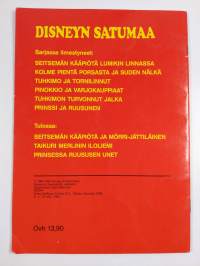 DISNEYN SATUMAA
Sarjassa ilmestyneet:
SEITSEMÄN KÄÄPIÖTÄ LUMIKIN LINNASSA
KOLME PIENTÄ PORSASTA JA SUDEN NÄLKÄ
TUHKIMO JA TORNILINNUT
PINOKKIO JA VARJOKAUPPIAAT
TUHKIMON TURVONNUT JALKA
PRINSSI JA RUUSUNEN
Tulossa:
SEITSEMÄN KÄÄPIÖTÄ JA MÖRRI-JÄTTILÄINEN
TAIKURI MERLININ ILOLIEMI
PRINSESSA RUUSUSEN UNET
Ovh 13,90